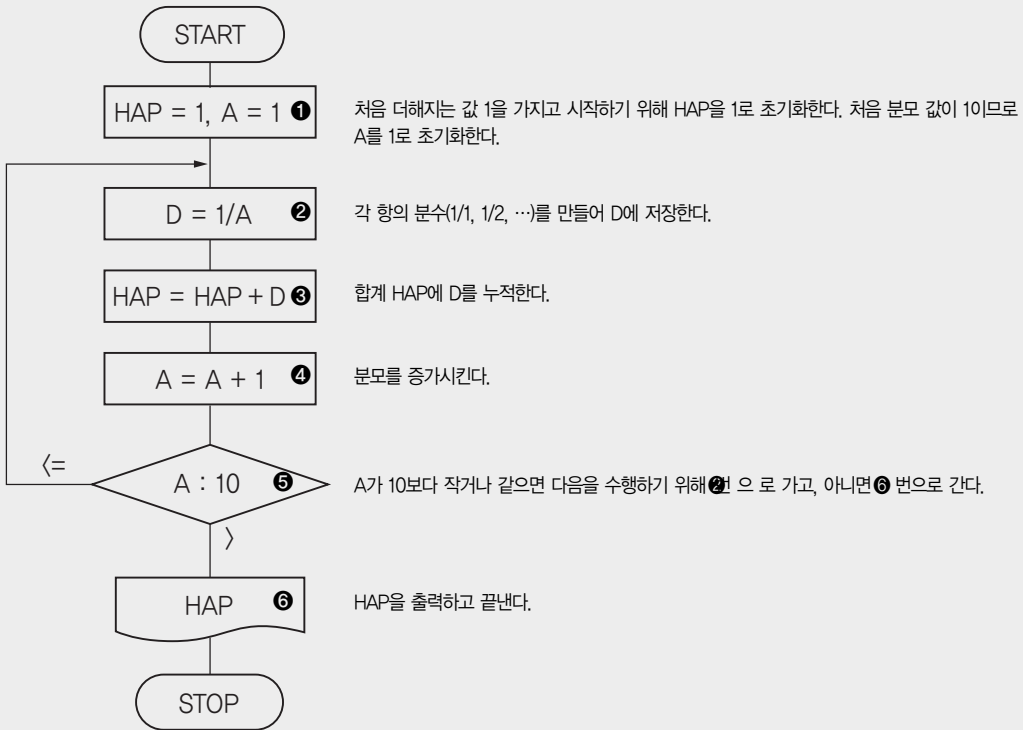 START
HAP = 1, A = 1 ❶
처음 더해지는 값 1을 가지고 시작하기 위해 HAP을 1로 초기화한다. 처음 분모 값이 1이므로
A를 1로 초기화한다.
D = 1/A ❷
각 항의 분수(1/1, 1/2, …)를 만들어 D에 저장한다.
HAP = HAP + D ❸
합계 HAP에 D를 누적한다.
A = A + 1 ❹
분모를 증가시킨다.
〈=
A : 10 ❺
A가 10보다 작거나 같으면 다음을 수행하기 위해 ❷번 으 로 가고, 아니면 ❻ 번으로 간다.
〉
HAP ❻
HAP을 출력하고 끝낸다.
STOP